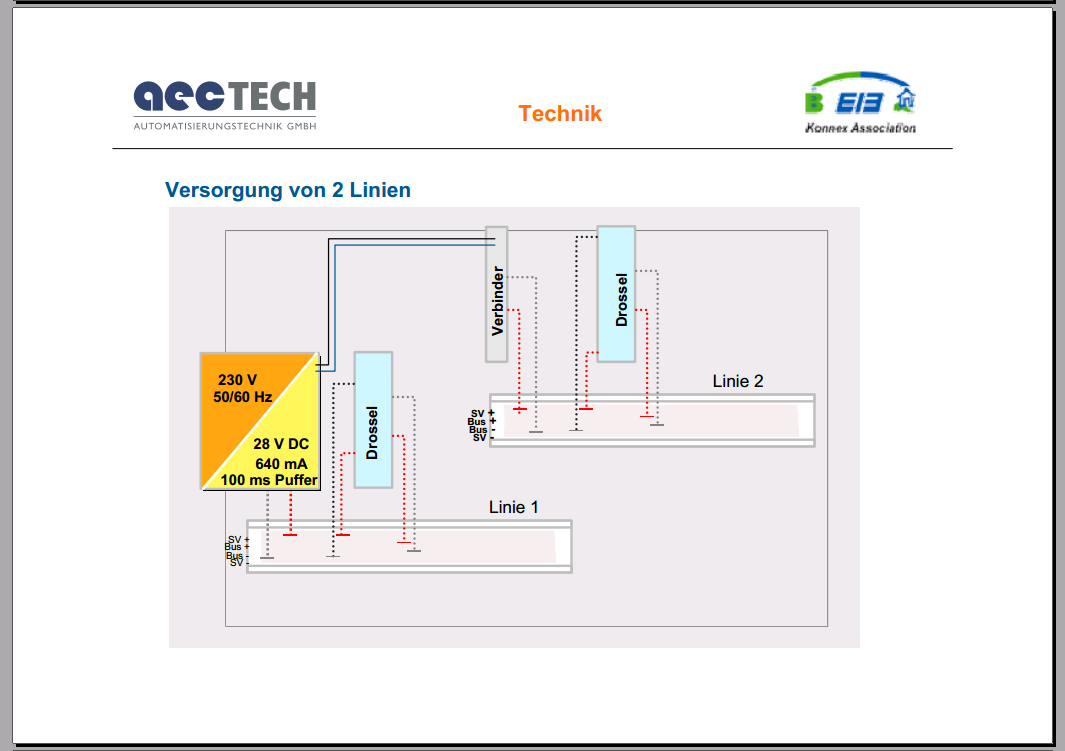 aecTECH
AUTOMATISIERUNGSTECHNIK GMBH
Technik
B EIB
Konnex Association
Versorgung von 2 Linien
Verbinder
Drossel
Linie 2
SV +
Bus +
Bus -
SV -
230 V
50/60 Hz
28 V DC
640 mA
100 ms Puffer
Drossel
Linie 1
SV +
Bus +
Bus -
SV -